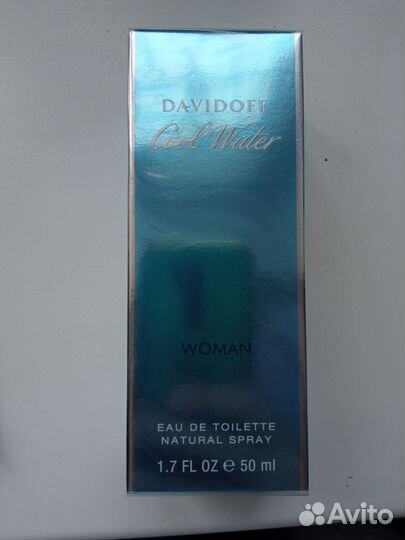 DAVIDOFF
Cool Water
WOMAN
EAU DE TOILETTE
NATURAL SPRAY
1.7 FL OZ e 50 ml
Avito